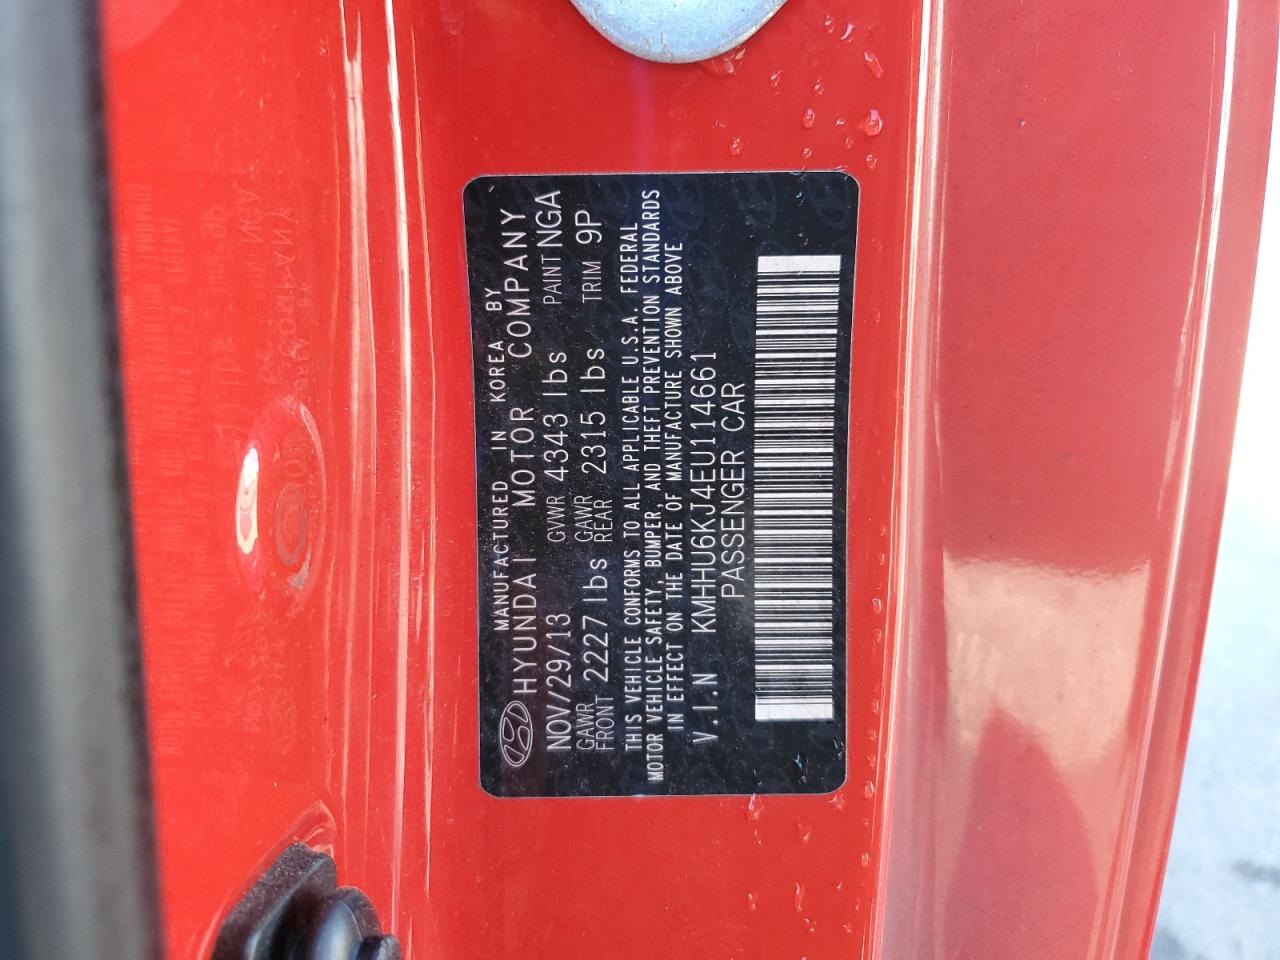 MANUFACTURED IN KOREA BY
HYUNDAI MOTOR COMPANY
NOV/29/13 GVWR 4343 lbs PAINT NGA
GAWR FRONT 2227 lbs GAWR REAR 2315 lbs TRIM 9P
THIS VEHICLE CONFORMS TO ALL APPLICABLE U.S.A. FEDERAL
MOTOR VEHICLE SAFETY, BUMPER, AND THEFT PREVENTION STANDARDS
IN EFFECT ON THE DATE OF MANUFACTURE SHOWN ABOVE
V.I.N KMHHU6KJ4EU114661
PASSENGER CAR